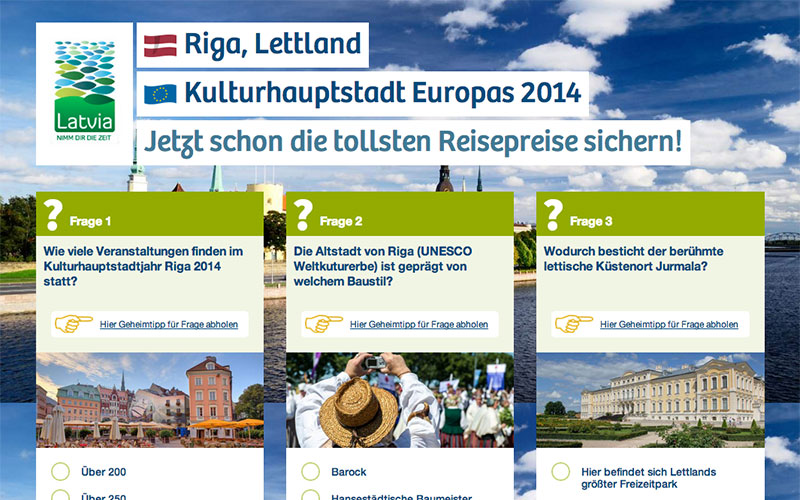 Riga, Lettland
Kulturhauptstadt Europas 2014
Jetzt schon die tollsten Reisepreise sichern!
Latvia
NIMM DIR DIE ZEIT
? Frage 1
Wie viele Veranstaltungen finden im
Kulturhauptstadtjahr Riga 2014
statt?
Hier Geheimtipp für Frage abholen
Über 200
Über 250
? Frage 2
Die Altstadt von Riga (UNESCO
Weltkuturerbe) ist geprägt von
welchem Baustil?
Hier Geheimtipp für Frage abholen
Barock
Hansestädtische Baumeister
? Frage 3
Wodurch besticht der berühmte
lettische Küstenort Jurmala?
Hier Geheimtipp für Frage abholen
Hier befindet sich Lettlands
größter Freizeitpark